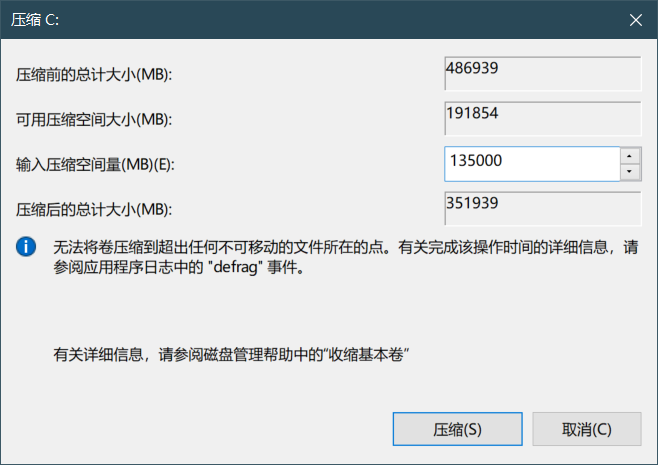 压缩 C:
压缩前的总计大小(MB):
486939
可用压缩空间大小(MB):
191854
输入压缩空间量(MB)(E):
135000
压缩后的总计大小(MB):
351939
无法将卷压缩到超出任何不可移动的文件所在的点。有关完成该操作时间的详细信息，请
参阅应用程序日志中的 "defrag" 事件。
有关详细信息，请参阅磁盘管理帮助中的“收缩基本卷”
压缩(S)
取消(C)